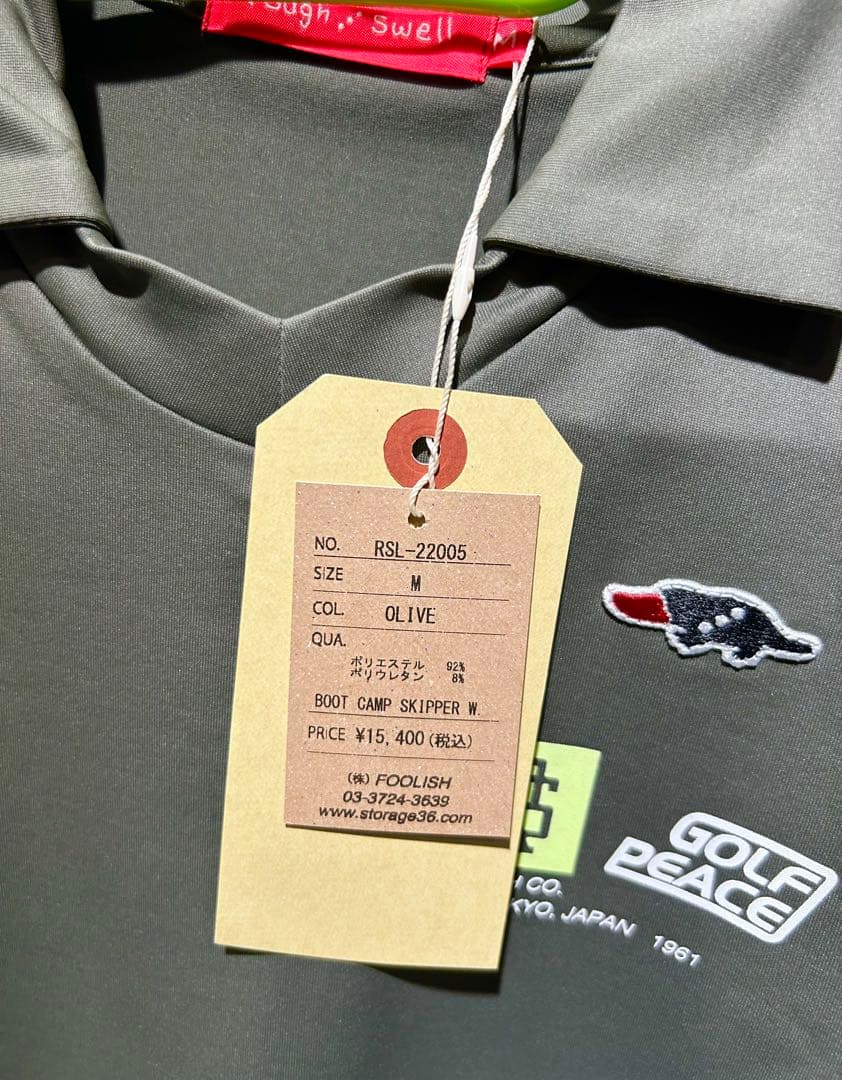 Swell
M
NO. RSL-22005
SIZE M
COL. OLIVE
QUA.
ポリエステル 92%
ポリウレタン 8%
BOOT CAMP SKIPPER W.
PRICE ¥15,400(税込)
(株) FOOLISH
03-3724-3639
www.storage36.com
GOLF
PEACE
CO.
JAPAN 1961